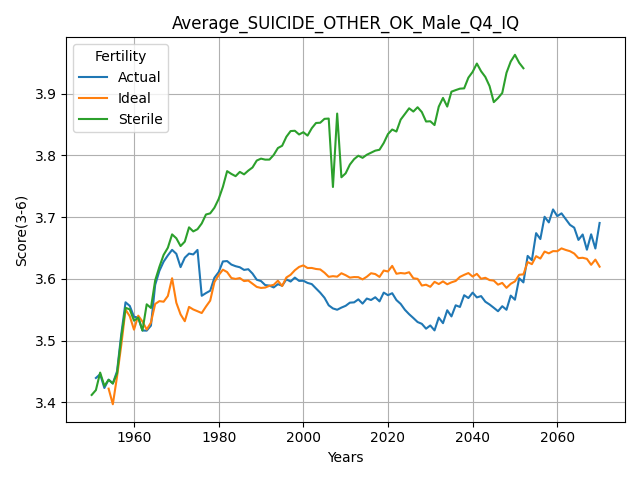 Average_SUICIDE_OTHER_OK_Male_Q4_IQ
Fertility
Actual
Ideal
Sterile
Score(3-6)
3.9
3.8
3.7
3.6
3.5
3.4
1960
1980
2000
2020
2040
2060
Years